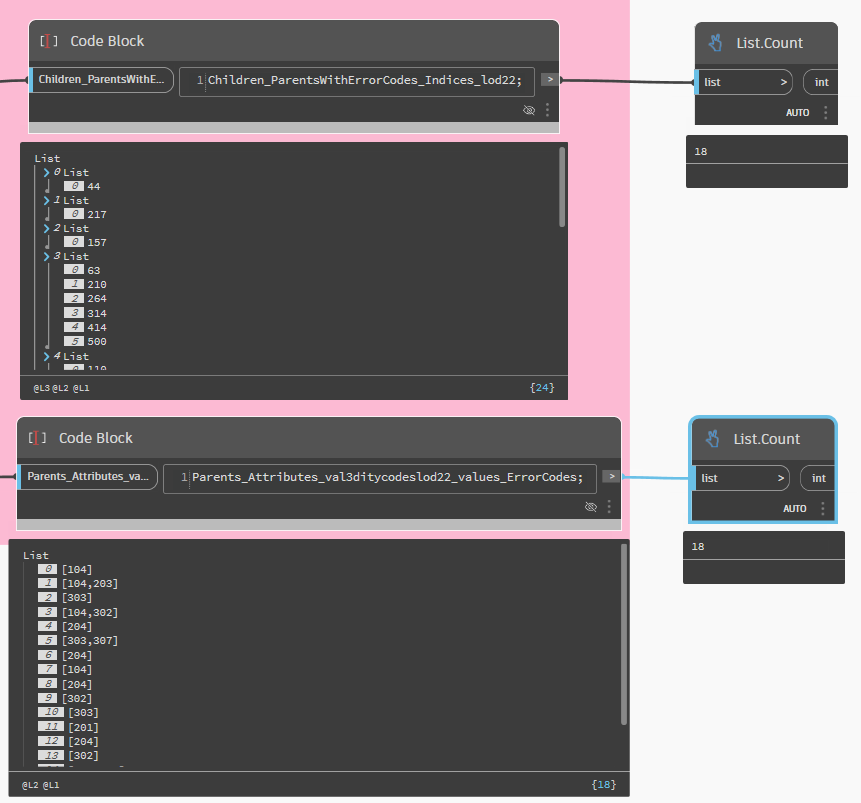 Code Block
List.Count
Children_ParentsWithE...
1 Children_ParentsWithErrorCodes_Indices_lod22;
>
list > int
AUTO
18
List
0 List
0 44
1 List
0 217
2 List
0 157
3 List
0 63
1 210
2 264
3 314
4 414
5 500
4 List
0 110
@L3 @L2 @L1 {24}
Code Block
List.Count
Parents_Attributes_va...
1 Parents_Attributes_val3ditycodeslod22_values_ErrorCodes;
>
list > int
AUTO
18
List
0 [104]
1 [104,203]
2 [303]
3 [104,302]
4 [204]
5 [303,307]
6 [204]
7 [104]
8 [204]
9 [302]
10 [303]
11 [201]
12 [204]
13 [302]
@L2 @L1 {18}